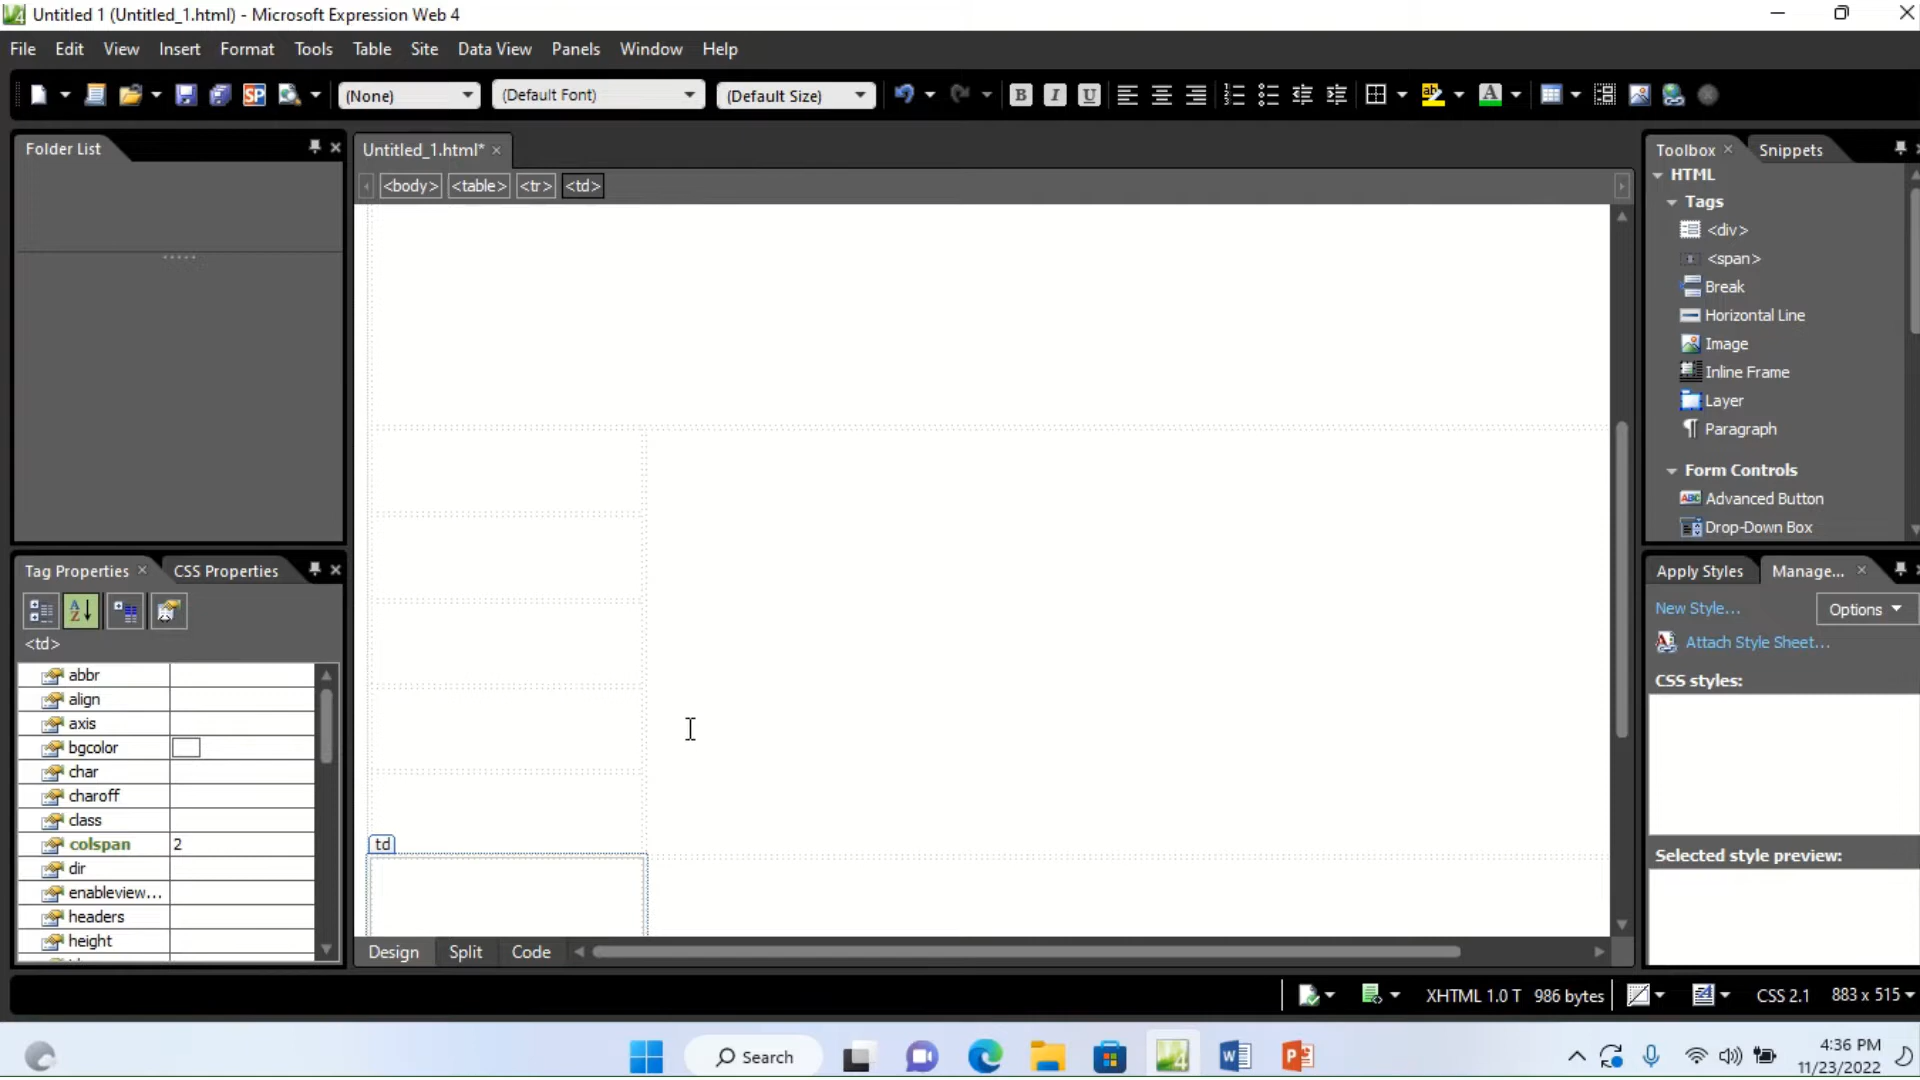 Untitled 1 (Untitled_1.html) - Microsoft Expression Web 4
File Edit View Insert Format Tools Table Site Data View Panels Window Help
(None) (Default Font) (Default Size)
Folder List
Untitled_1.html*
<body> <table> <tr> <td>
Toolbox Snippets
HTML
Tags
<div>
<span>
Break
Horizontal Line
Image
Inline Frame
Layer
Paragraph
Form Controls
Advanced Button
Drop-Down Box
Tag Properties CSS Properties
<td>
abbr
align
axis
bgcolor
char
charoff
class
colspan 2
dir
enableview...
headers
height
td
Design Split Code
Apply Styles Manage...
New Style...
Options
Attach Style Sheet...
CSS styles:
Selected style preview:
XHTML 1.0 T 986 bytes CSS 2.1 883 x 515
Search
4:36 PM
11/23/2022